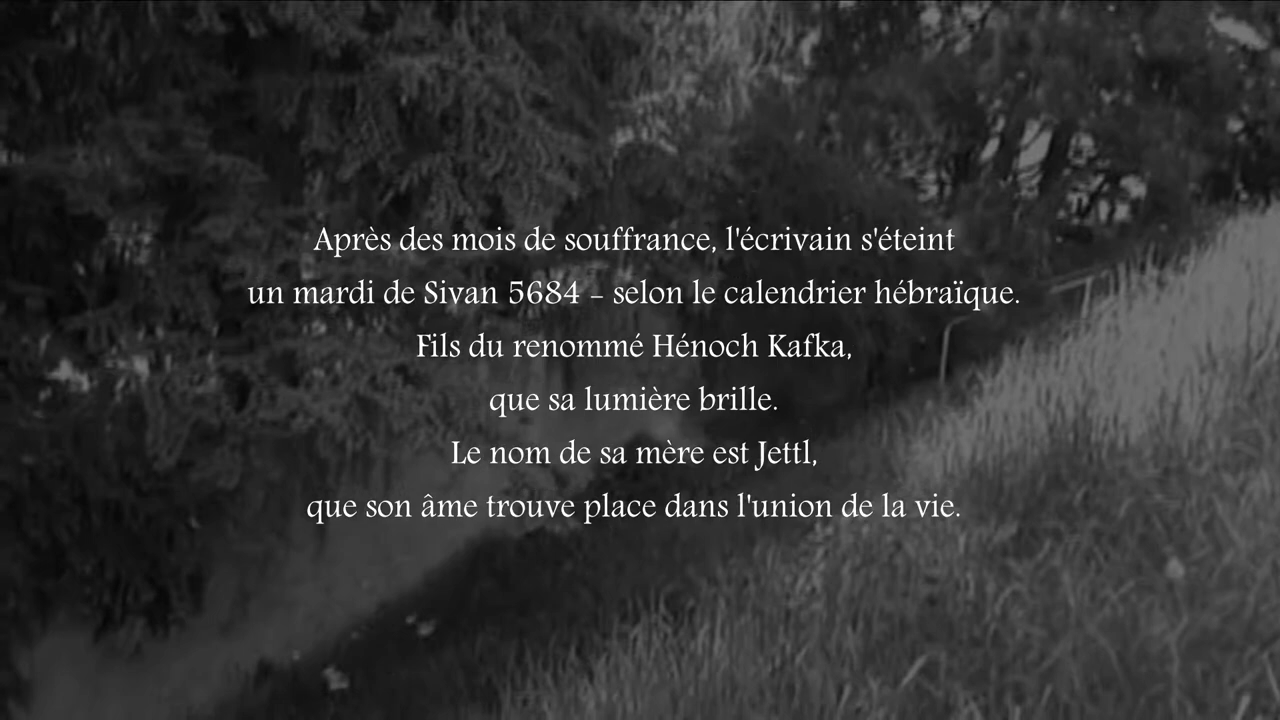 Après des mois de souffrance, l'écrivain s'éteint
un mardi de Sivan 5684 – selon le calendrier hébraïque.
Fils du renommé Hénoch Kafka,
que sa lumière brille.
Le nom de sa mère est Jettl,
que son âme trouve place dans l'union de la vie.